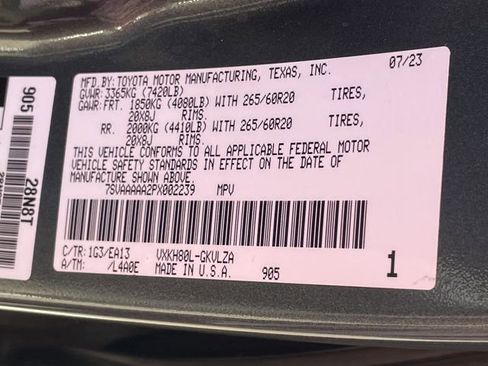 MFD.BY:TOYOTA MOTOR MANUFACTURING, TEXAS, INC. 07/23
GVWR: 3365KG (7420LB)
GAWR: FRT. 1850KG (4080LB) WITH 265/60R20 TIRES,
20X8J RIMS.
RR. 2000KG (4410LB) WITH 265/60R20 TIRES,
20X8J RIMS.
THIS VEHICLE CONFORMS TO ALL APPLICABLE FEDERAL MOTOR
VEHICLE SAFETY STANDARDS IN EFFECT ON THE DATE OF
MANUFACTURE SHOWN ABOVE.
7SVAAAAA2PX002239 MPV
C/TR: 1G3/EA13 VXKH80L-GKVLZA
A/TM: /L4A0E MADE IN U.S.A. 905 1
905
28N8T